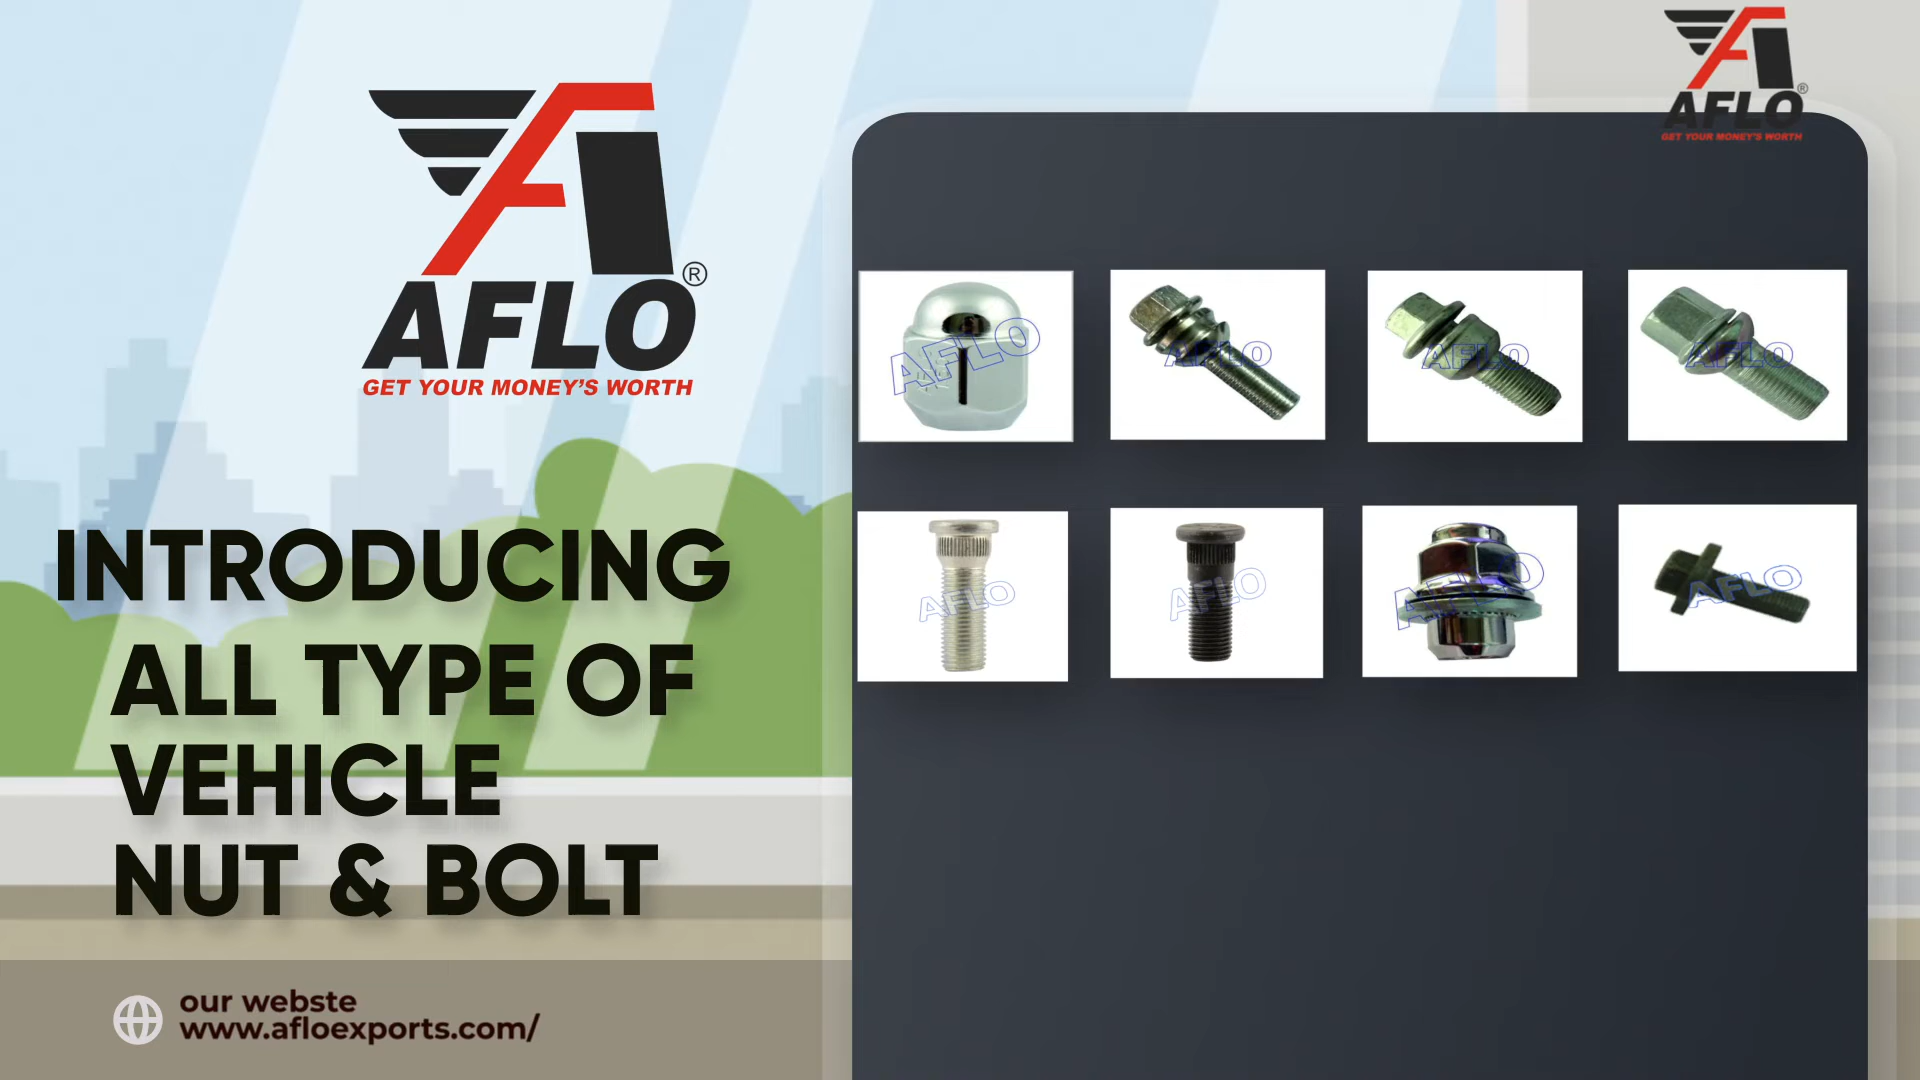 AFLO®
GET YOUR MONEY'S WORTH
AFLO®
GET YOUR MONEY'S WORTH
INTRODUCING
ALL TYPE OF
VEHICLE
NUT & BOLT
AFLO
AFLO
AFLO
AFLO
AFLO
AFLO
AFLO
AFLO
our webste
www.afloexports.com/